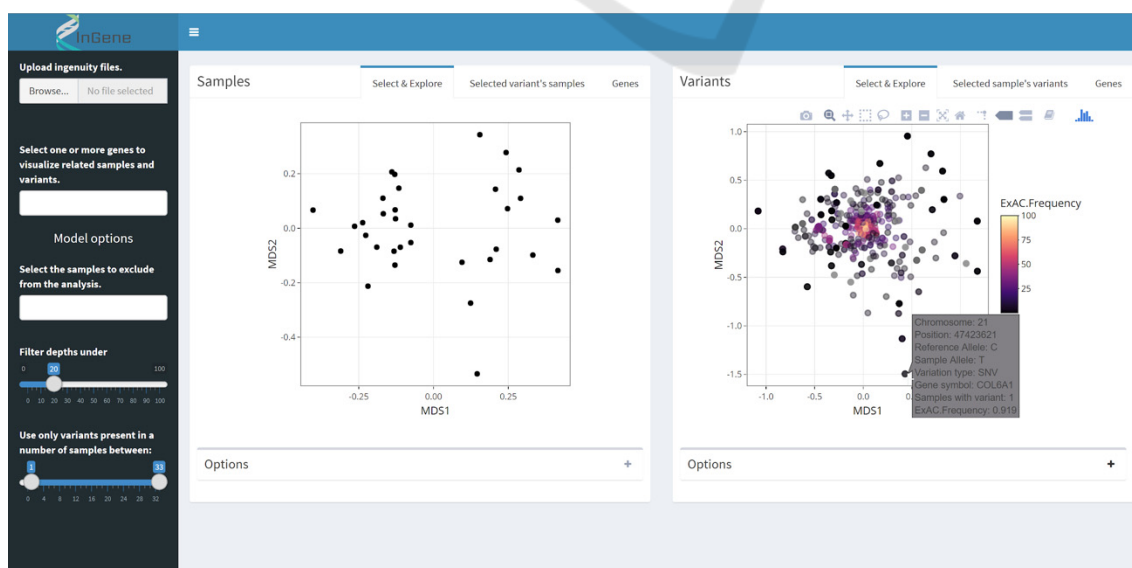 InGene
Upload ingenuity files.
Browse... No file selected
Select one or more genes to
visualize related samples and
variants.
Model options
Select the samples to exclude
from the analysis.
Filter depths under
0 20 100
0 10 20 30 40 50 60 70 80 90 100
Use only variants present in a
number of samples between:
1 33
0 4 8 12 16 20 24 28 32
Samples
Select & Explore Selected variant's samples Genes
0.2
0.0
-0.2
-0.4
MDS2
-0.25 0.00 0.25
MDS1
Options +
Variants
Select & Explore Selected sample's variants Genes
1.0
0.5
0.0
-0.5
-1.0
-1.5
MDS2
-1.0 -0.5 0.0
MDS1
ExAC.Frequency
100
75
50
25
Chromosome: 21
Position: 47423621
Reference Allele: C
Sample Allele: T
Variation type: SNV
Gene symbol: COL6A1
Samples with variant: 1
ExAC.Frequency: 0.919
Options +